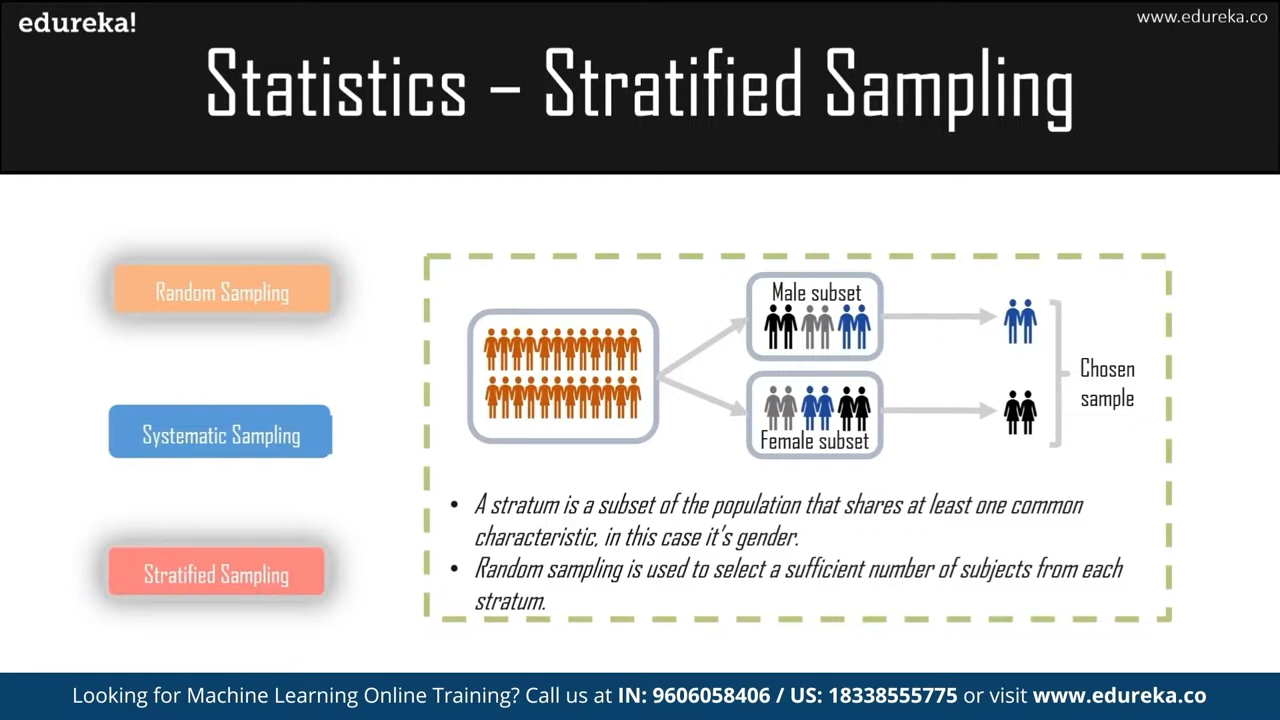 edureka!
www.edureka.co
Statistics – Stratified Sampling
Random Sampling
Systematic Sampling
Stratified Sampling
Male subset
Female subset
Chosen
sample
• A stratum is a subset of the population that shares at least one common
characteristic, in this case it's gender.
• Random sampling is used to select a sufficient number of subjects from each
stratum.
Looking for Machine Learning Online Training? Call us at IN: 9606058406 / US: 18338555775 or visit www.edureka.co